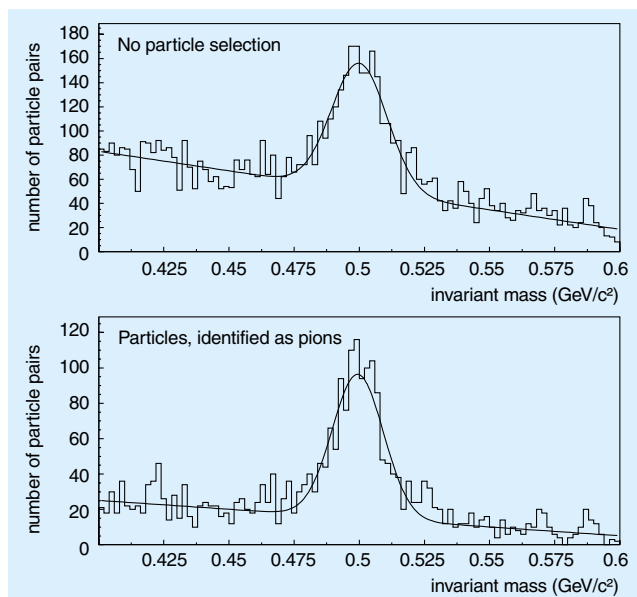 No particle selection
number of particle pairs
180
160
140
120
100
80
60
40
20
0
0.425 0.45 0.475 0.5 0.525 0.55 0.575 0.6
invariant mass (GeV/c²)
Particles, identified as pions
number of particle pairs
120
100
80
60
40
20
0
0.425 0.45 0.475 0.5 0.525 0.55 0.575 0.6
invariant mass (GeV/c²)